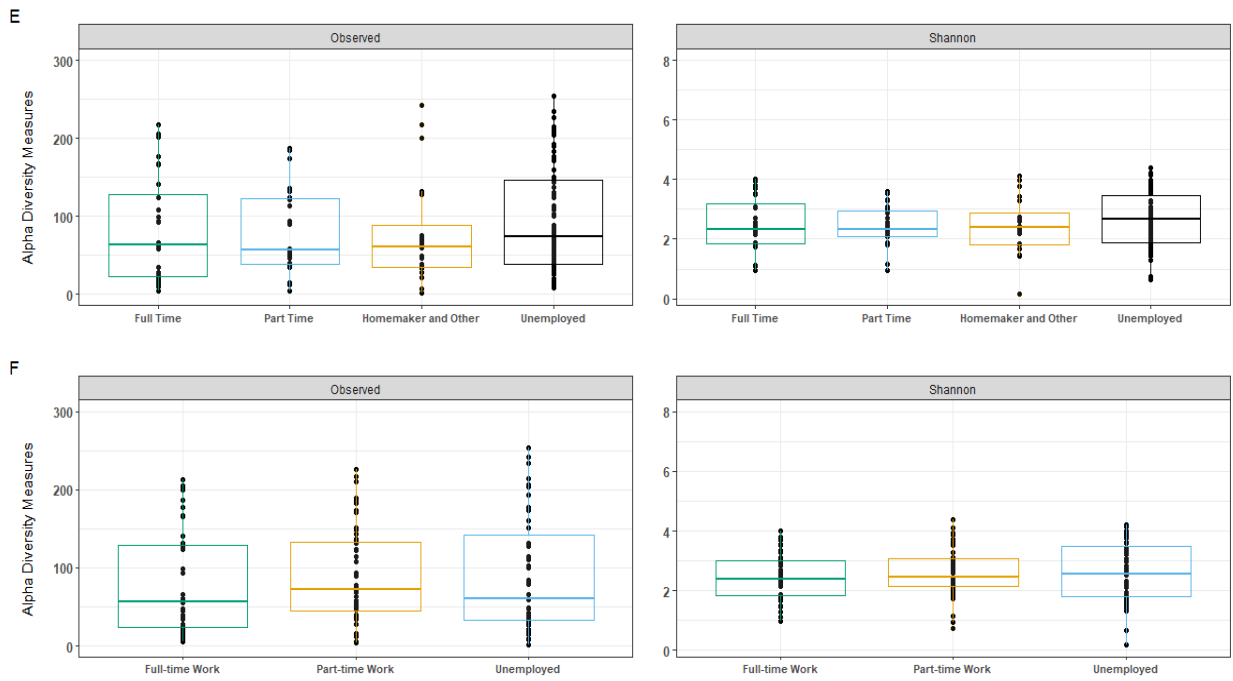 E
Observed
Shannon
Alpha Diversity Measures
300
200
100
0
8
6
4
2
0
Full Time Part Time Homemaker and Other Unemployed
Full Time Part Time Homemaker and Other Unemployed
F
Observed
Shannon
Alpha Diversity Measures
300
200
100
0
8
6
4
2
0
Full-time Work Part-time Work Unemployed
Full-time Work Part-time Work Unemployed